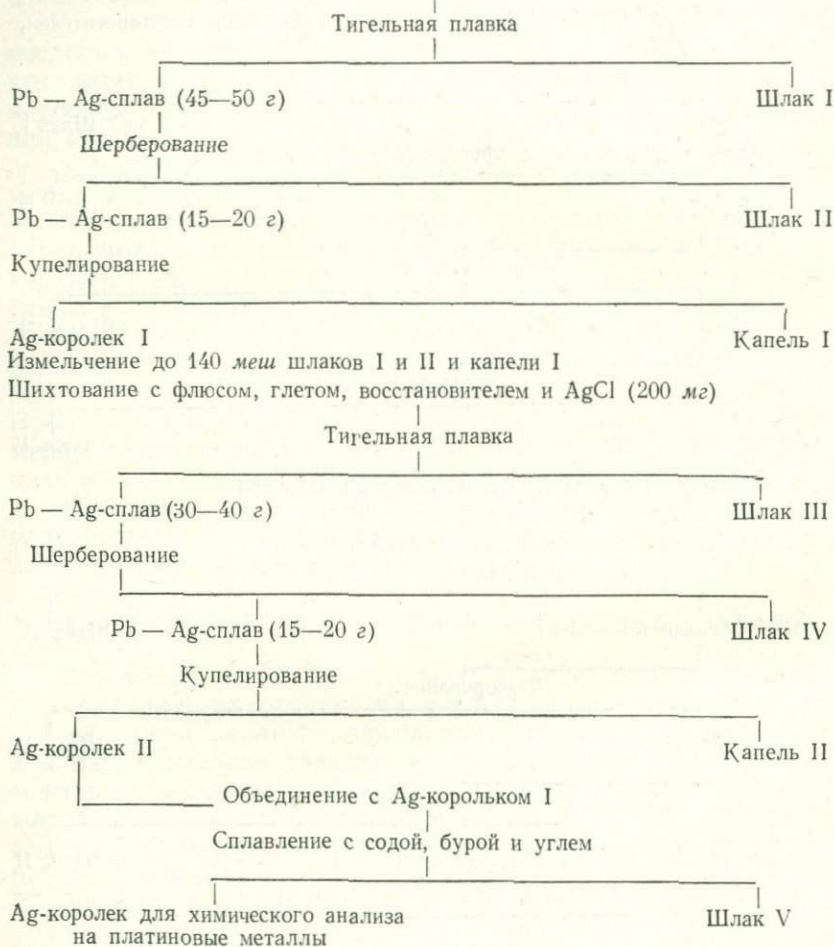 Тигельная плавка
Pb — Ag-сплав (45—50 г) Шлак I
Шерберование
Pb — Ag-сплав (15—20 г) Шлак II
Купелирование
Ag-королек I Капель I
Измельчение до 140 меш шлаков I и II и капели I
Шихтование с флюсом, глетом, восстановителем и AgCl (200 мг)
Тигельная плавка
Pb — Ag-сплав (30—40 г) Шлак III
Шерберование
Pb — Ag-сплав (15—20 г) Шлак IV
Купелирование
Ag-королек II Капель II
Объединение с Ag-корольком I
Сплавление с содой, бурой и углем
Ag-королек для химического анализа Шлак V
на платиновые металлы